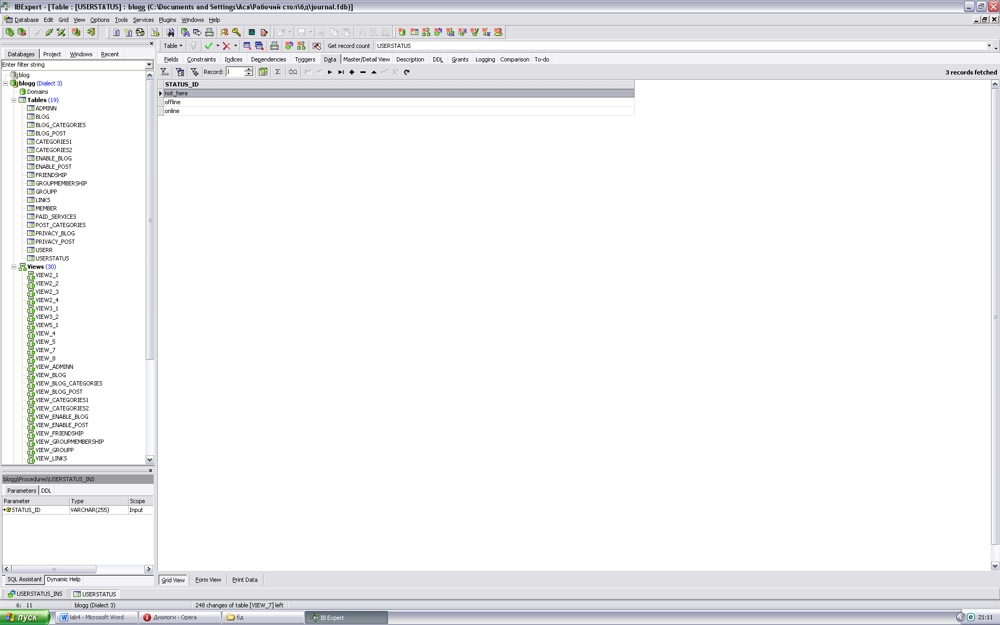 IBExpert - [Table : [USERSTATUS] : blogg (C:\Documents and Settings\Ася\Рабочий стол\бд\journal.fdb)]
Database Edit Grid View Options Tools Services Plugins Windows Help
Table Get record count USERSTATUS
Databases Project Windows Recent
Fields Constraints Indices Dependencies Triggers Data Master/Detail View Description DDL Grants Logging Comparison To-do
Enter filter string
Record: 1 3 records fetched
blog
blogg (Dialect 3)
Domains
Tables (19)
ADMINN
BLOG
BLOG_CATEGORIES
BLOG_POST
CATEGORIES1
CATEGORIES2
ENABLE_BLOG
ENABLE_POST
FRIENDSHIP
GROUPMEMBERSHIP
GROUPP
LINKS
MEMBER
PAID_SERVICES
POST_CATEGORIES
PRIVACY_BLOG
PRIVACY_POST
USERR
USERSTATUS
Views (30)
VIEW2_1
VIEW2_2
VIEW2_3
VIEW2_4
VIEW3_1
VIEW3_2
VIEW5_1
VIEW_4
VIEW_5
VIEW_7
VIEW_8
VIEW_ADMINN
VIEW_BLOG
VIEW_BLOG_CATEGORIES
VIEW_BLOG_POST
VIEW_CATEGORIES1
VIEW_CATEGORIES2
VIEW_ENABLE_BLOG
VIEW_ENABLE_POST
VIEW_FRIENDSHIP
VIEW_GROUPMEMBERSHIP
VIEW_GROUPP
VIEW_LINKS
STATUS_ID
not_here
offline
online
blogg\Procedures\USERSTATUS_INS
Parameters DDL
Parameter Type Scope
STATUS_ID VARCHAR(255) Input
SQL Assistant Dynamic Help
Grid View Form View Print Data
USERSTATUS_INS USERSTATUS
6: 11 blogg (Dialect 3) 248 changes of table [VIEW_7] left
пуск lab4 - Microsoft Word Диалоги - Opera бд IB Expert 21:11